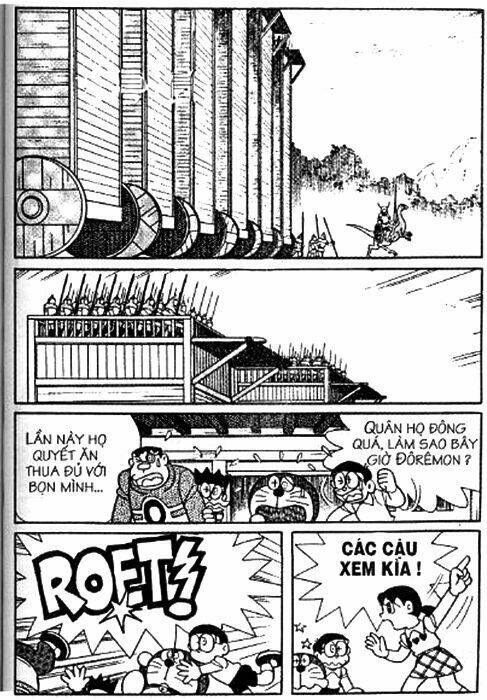 LẦN NÀY HỌ
QUYẾT ĂN
THUA ĐỦ VỚI
BỌN MÌNH...
QUÂN HỌ ĐÔNG
QUÁ, LÀM SAO BÂY
GIỜ ĐÔRÊMON ?
ROFT!
CÁC CẬU
XEM KÌA !